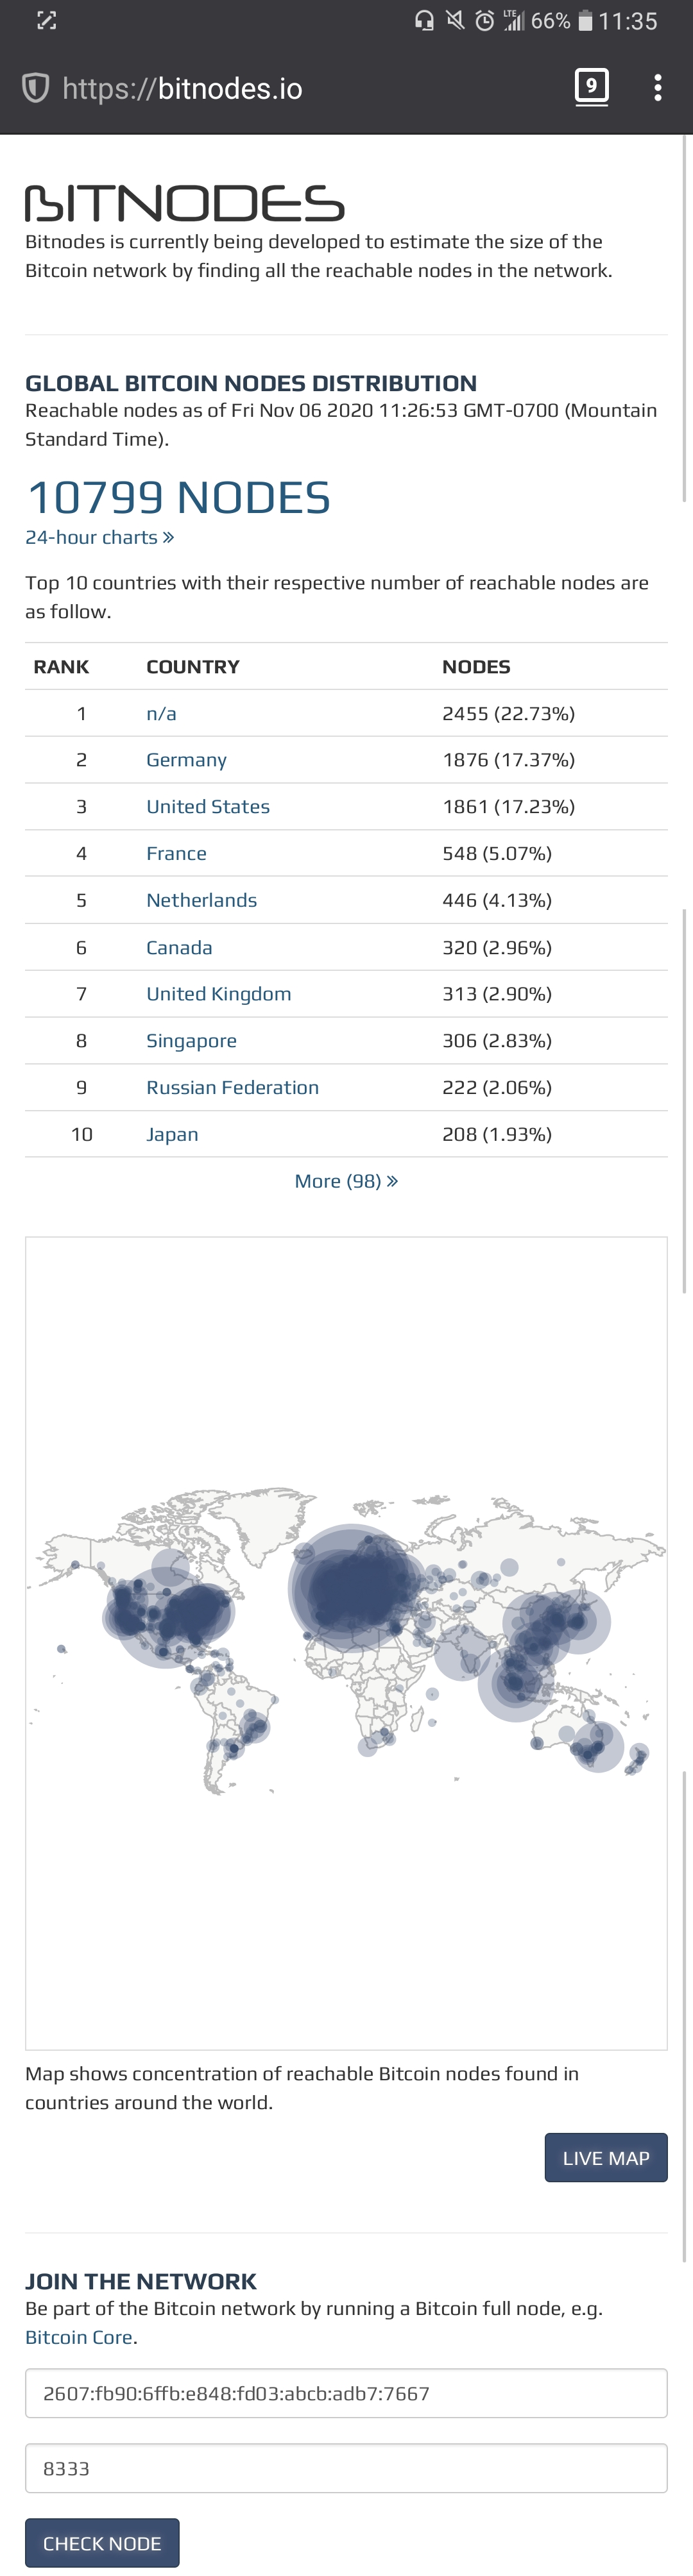 LTE 66% 11:35
https://bitnodes.io 9
BITNODES
Bitnodes is currently being developed to estimate the size of the
Bitcoin network by finding all the reachable nodes in the network.
GLOBAL BITCOIN NODES DISTRIBUTION
Reachable nodes as of Fri Nov 06 2020 11:26:53 GMT-0700 (Mountain
Standard Time).
10799 NODES
24-hour charts »
Top 10 countries with their respective number of reachable nodes are
as follow.
RANK COUNTRY NODES
1 n/a 2455 (22.73%)
2 Germany 1876 (17.37%)
3 United States 1861 (17.23%)
4 France 548 (5.07%)
5 Netherlands 446 (4.13%)
6 Canada 320 (2.96%)
7 United Kingdom 313 (2.90%)
8 Singapore 306 (2.83%)
9 Russian Federation 222 (2.06%)
10 Japan 208 (1.93%)
More (98) »
Map shows concentration of reachable Bitcoin nodes found in
countries around the world.
LIVE MAP
JOIN THE NETWORK
Be part of the Bitcoin network by running a Bitcoin full node, e.g.
Bitcoin Core.
2607:fb90:6ffb:e848:fd03:abcb:adb7:7667
8333
CHECK NODE